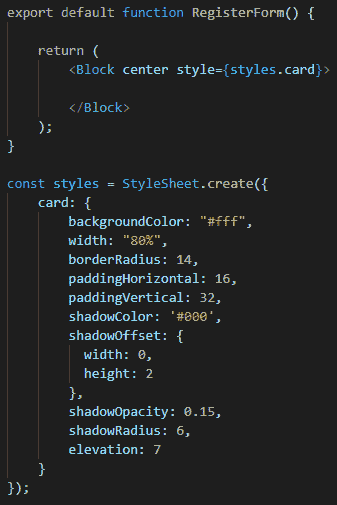 export default function RegisterForm() {
return (
<Block center style={styles.card}>
</Block>
);
}
const styles = StyleSheet.create({
card: {
backgroundColor: "#fff",
width: "80%",
borderRadius: 14,
paddingHorizontal: 16,
paddingVertical: 32,
shadowColor: '#000',
shadowOffset: {
width: 0,
height: 2
},
shadowOpacity: 0.15,
shadowRadius: 6,
elevation: 7
}
});